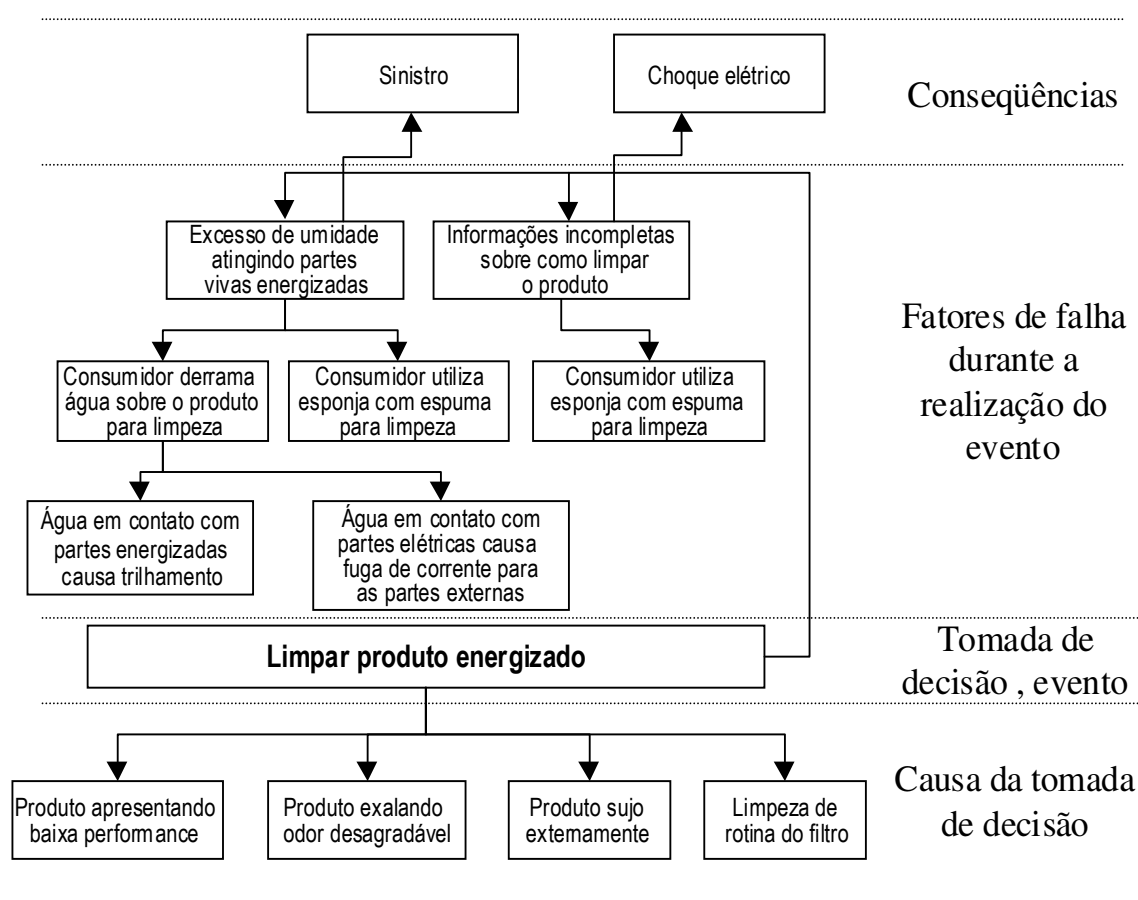 Sinistro
Choque elétrico
Conseqüências
Excesso de umidade
atingindo partes
vivas energizadas
Informações incompletas
sobre como limpar
o produto
Consumidor derrama
água sobre o produto
para limpeza
Consumidor utiliza
esponja com espuma
para limpeza
Consumidor utiliza
esponja com espuma
para limpeza
Fatores de falha
durante a
realização do
evento
Água em contato com
partes energizadas
causa trilhamento
Água em contato com
partes elétricas causa
fuga de corrente para
as partes externas
Limpar produto energizado
Tomada de
decisão , evento
Produto apresentando
baixa performance
Produto exalando
odor desagradável
Produto sujo
externamente
Limpeza de
rotina do filtro
Causa da tomada
de decisão